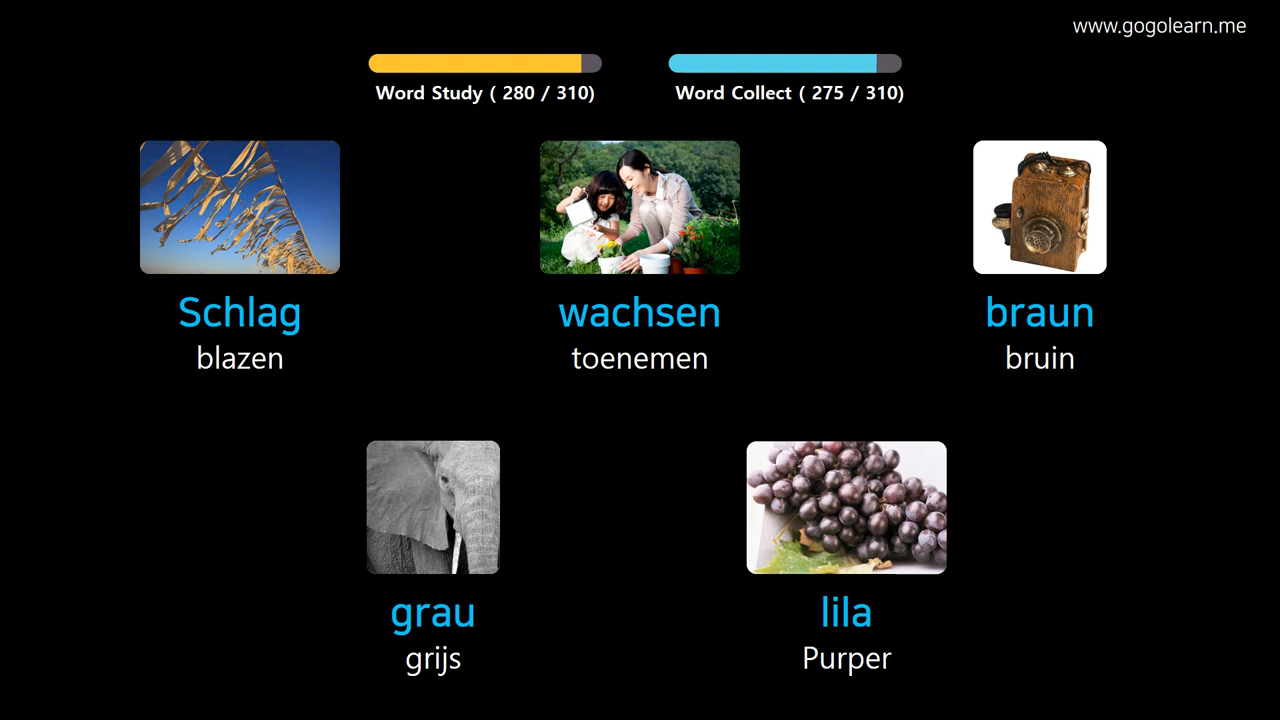 www.gogolearn.me
Word Study ( 280 / 310)
Word Collect ( 275 / 310)
Schlag
blazen
wachsen
toenemen
braun
bruin
grau
grijs
lila
Purper